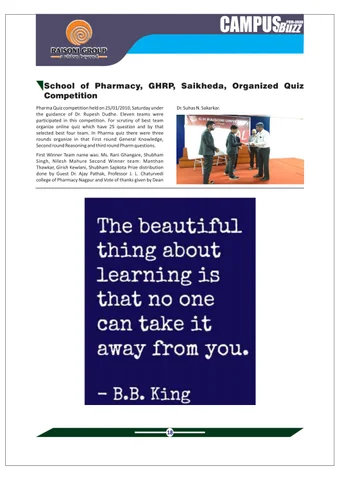 CAMPUS BUZZ
RAISONI GROUP
School of Pharmacy, GHRP, Saikheda, Organized Quiz
Competition
Pharma Quiz competition held on 25/01/2010, Saturday under
the guidance of Dr. Rupesh Dudhe. Eleven teams were
participated in this competition. For scrutiny of best team
organize online quiz which have 25 question and by that
selected best four team. In Pharma quiz there were three
rounds organize in that First round General Knowledge,
Second round Reasoning and third round Pharm questions.
First Winner Team name was: Ms. Rani Ghangare, Shubham
Singh, Nilesh Mahure Second Winner team: Manthan
Thawkar, Girish Kewlani, Shubham Sapkota Prize distribution
done by Guest Dr. Ajay Pathak, Professor J. L. Chaturvedi
college of Pharmacy Nagpur and Vote of thanks given by Dean
Dr. Suhas N. Sakarkar.
The beautiful
thing about
learning is
that no one
can take it
away from you.
– B.B. King